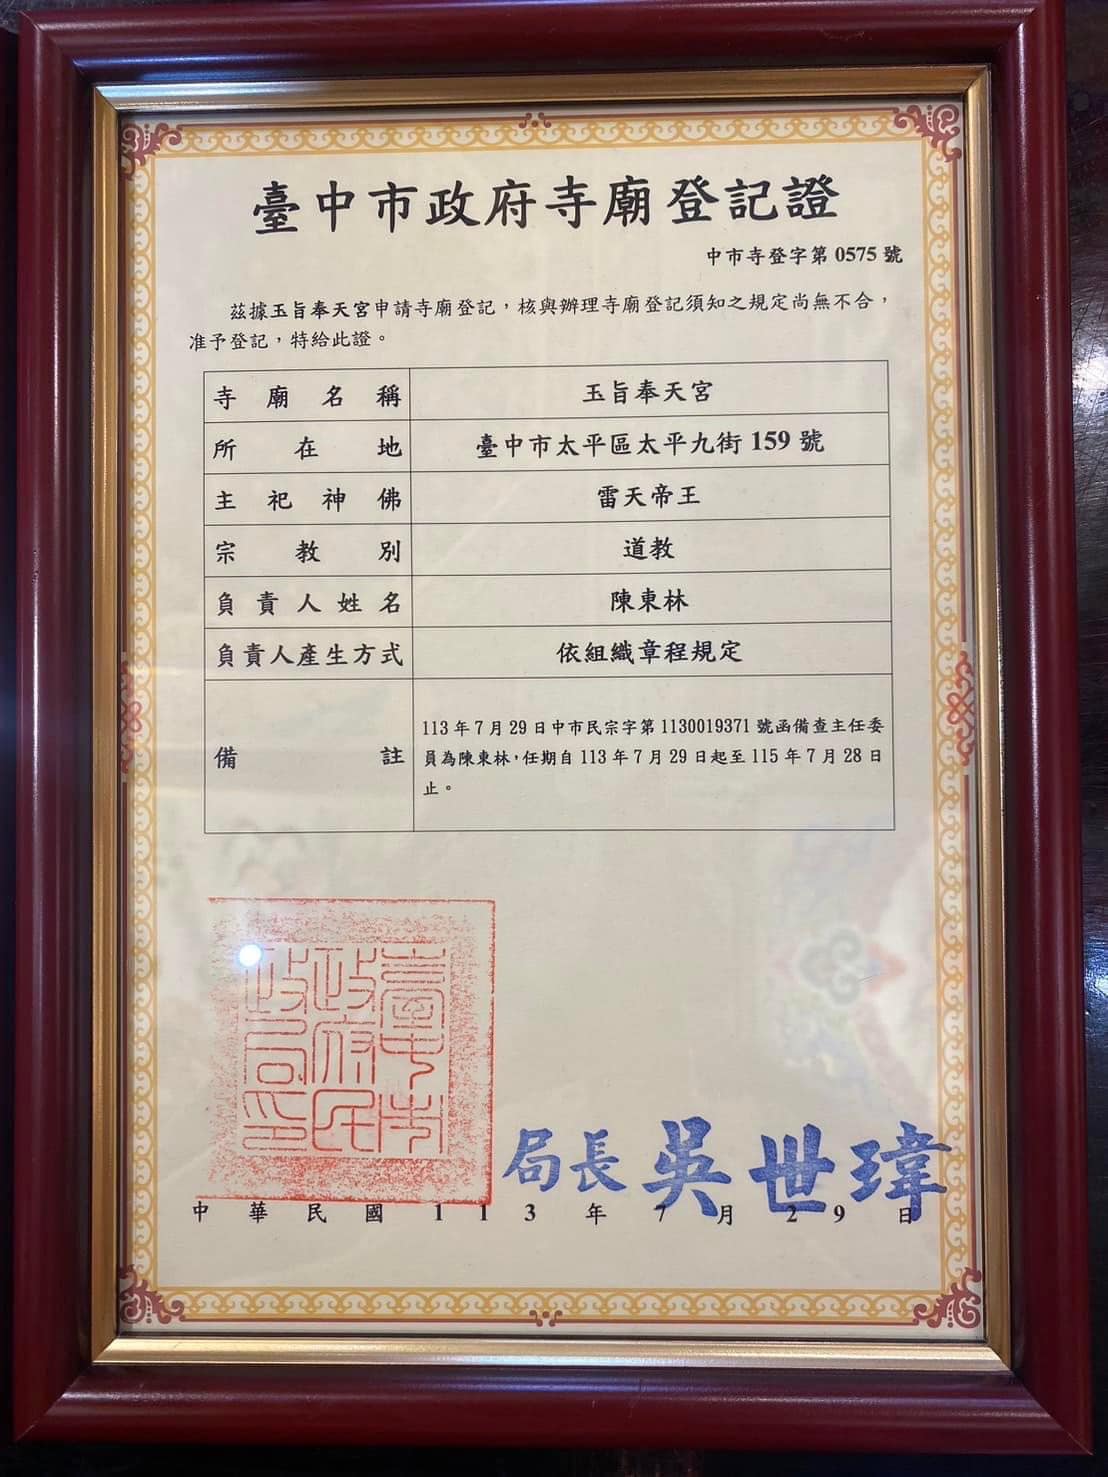 臺中市政府寺廟登記證
中市寺登字第 0575 號
茲據玉旨奉天宮申請寺廟登記，核與辦理寺廟登記須知之規定尚無不合，
准予登記，特給此證。
寺廟名稱 玉旨奉天宮
所在地 臺中市太平區太平九街 159 號
主祀神佛 雷天帝王
宗教別 道教
負責人姓名 陳東林
負責人產生方式 依組織章程規定
備註 113 年 7 月 29 日中市民宗字第 1130019371 號函備查主任委
員為陳東林，任期自 113 年 7 月 29 日起至 115 年 7 月 28 日
止。
臺中市
政府民
政局印
局長 吳世瑋
中華民國 113 年 7 月 29 日